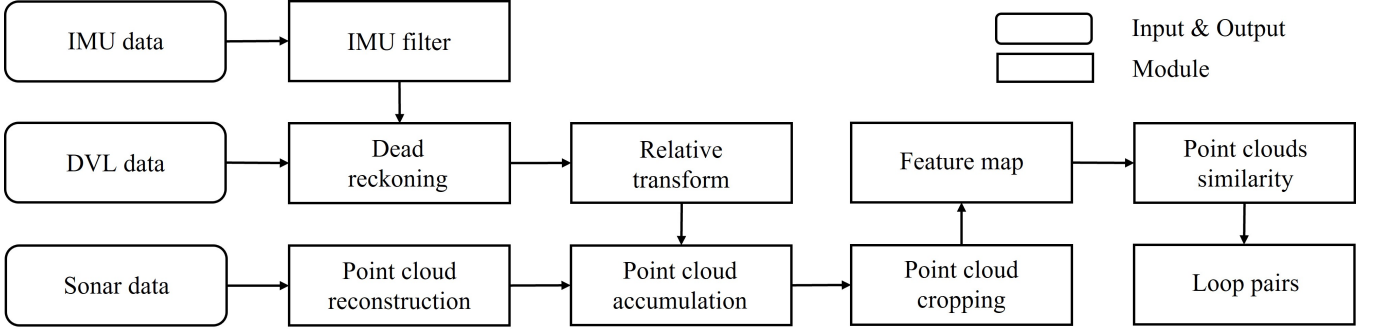 IMU data
IMU filter
Input & Output
Module
DVL data
Dead
reckoning
Relative
transform
Feature map
Point clouds
similarity
Sonar data
Point cloud
reconstruction
Point cloud
accumulation
Point cloud
cropping
Loop pairs